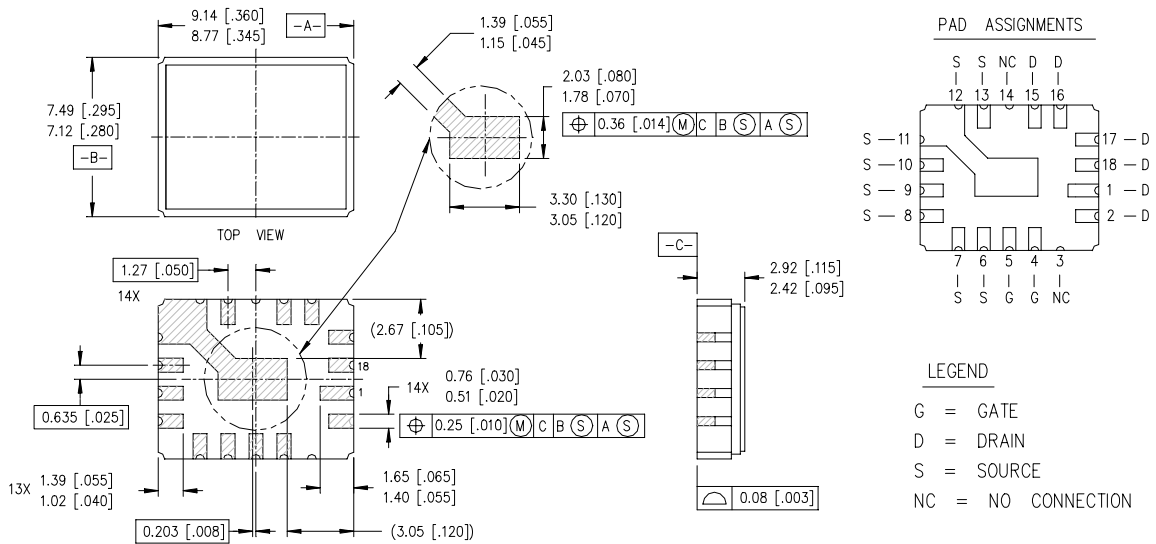 9.14 [.360]
8.77 [.345]
-A-
7.49 [.295]
7.12 [.280]
-B-
TOP VIEW
1.39 [.055]
1.15 [.045]
2.03 [.080]
1.78 [.070]
⌖ 0.36 [.014] Ⓜ C B Ⓢ A Ⓢ
3.30 [.130]
3.05 [.120]
PAD ASSIGNMENTS
S S NC D D
12 13 14 15 16
S — 11
S — 10
S — 9
S — 8
17 — D
18 — D
1 — D
2 — D
7 6 5 4 3
S S G G NC
1.27 [.050]
14X
(2.67 [.105])
18
1
0.635 [.025]
14X
0.76 [.030]
0.51 [.020]
⌖ 0.25 [.010] Ⓜ C B Ⓢ A Ⓢ
13X
1.39 [.055]
1.02 [.040]
1.65 [.065]
1.40 [.055]
0.203 [.008]
(3.05 [.120])
-C-
2.92 [.115]
2.42 [.095]
⌓ 0.08 [.003]
LEGEND
G = GATE
D = DRAIN
S = SOURCE
NC = NO CONNECTION